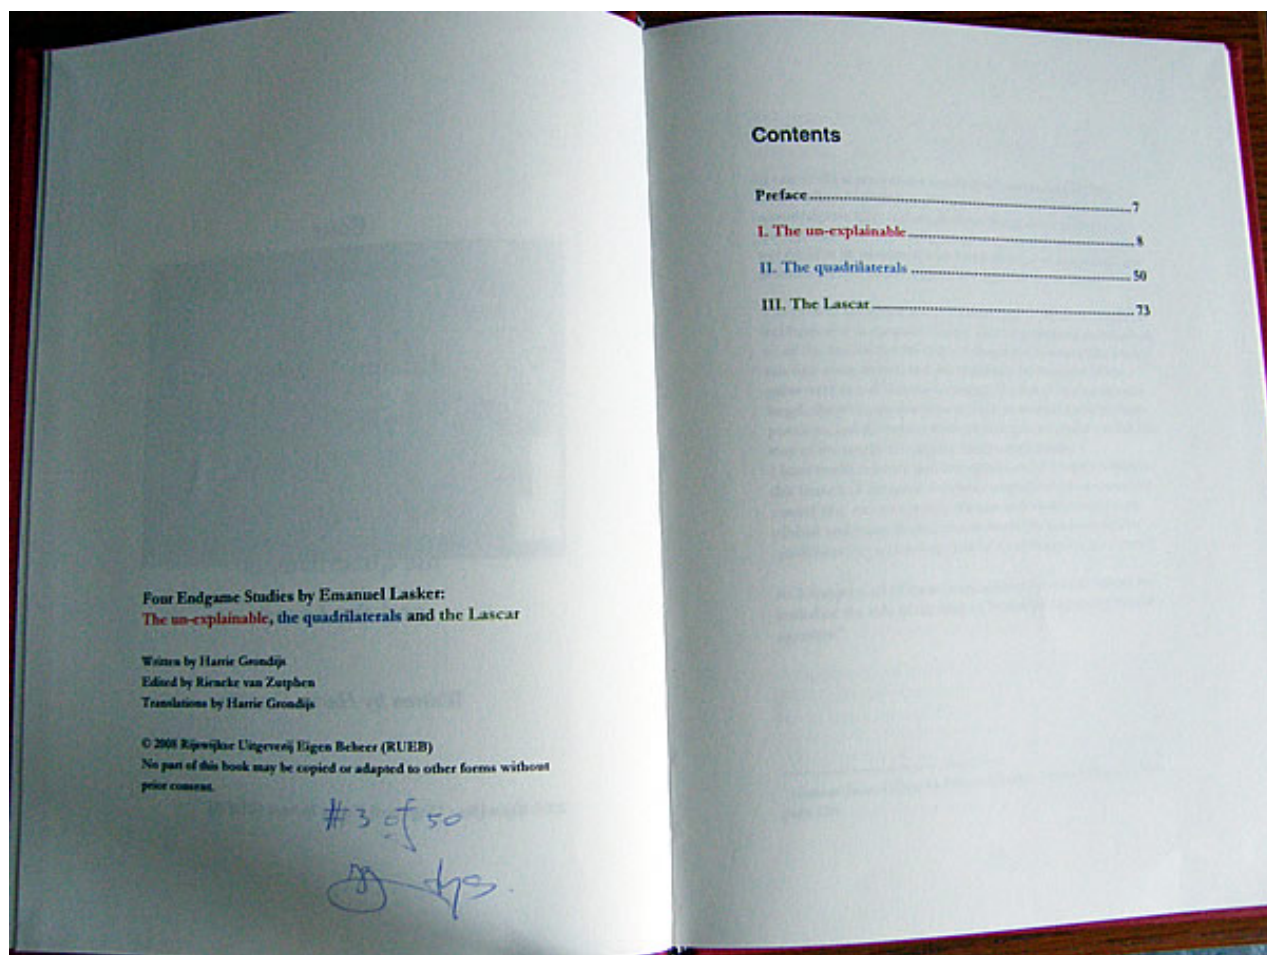 Four Endgame Studies by Emanuel Lasker:
The un-explainable, the quadrilaterals and the Lascar
Written by Harrie Grondijs
Edited by Rieneke van Zutphen
Translations by Harrie Grondijs
© 2008 Rijswijkse Uitgeverij Eigen Beheer (RUEB)
No part of this book may be copied or adapted to other forms without
prior consent.
#3 of 50
Contents
Preface 7
I. The un-explainable 8
II. The quadrilaterals 50
III. The Lascar 73